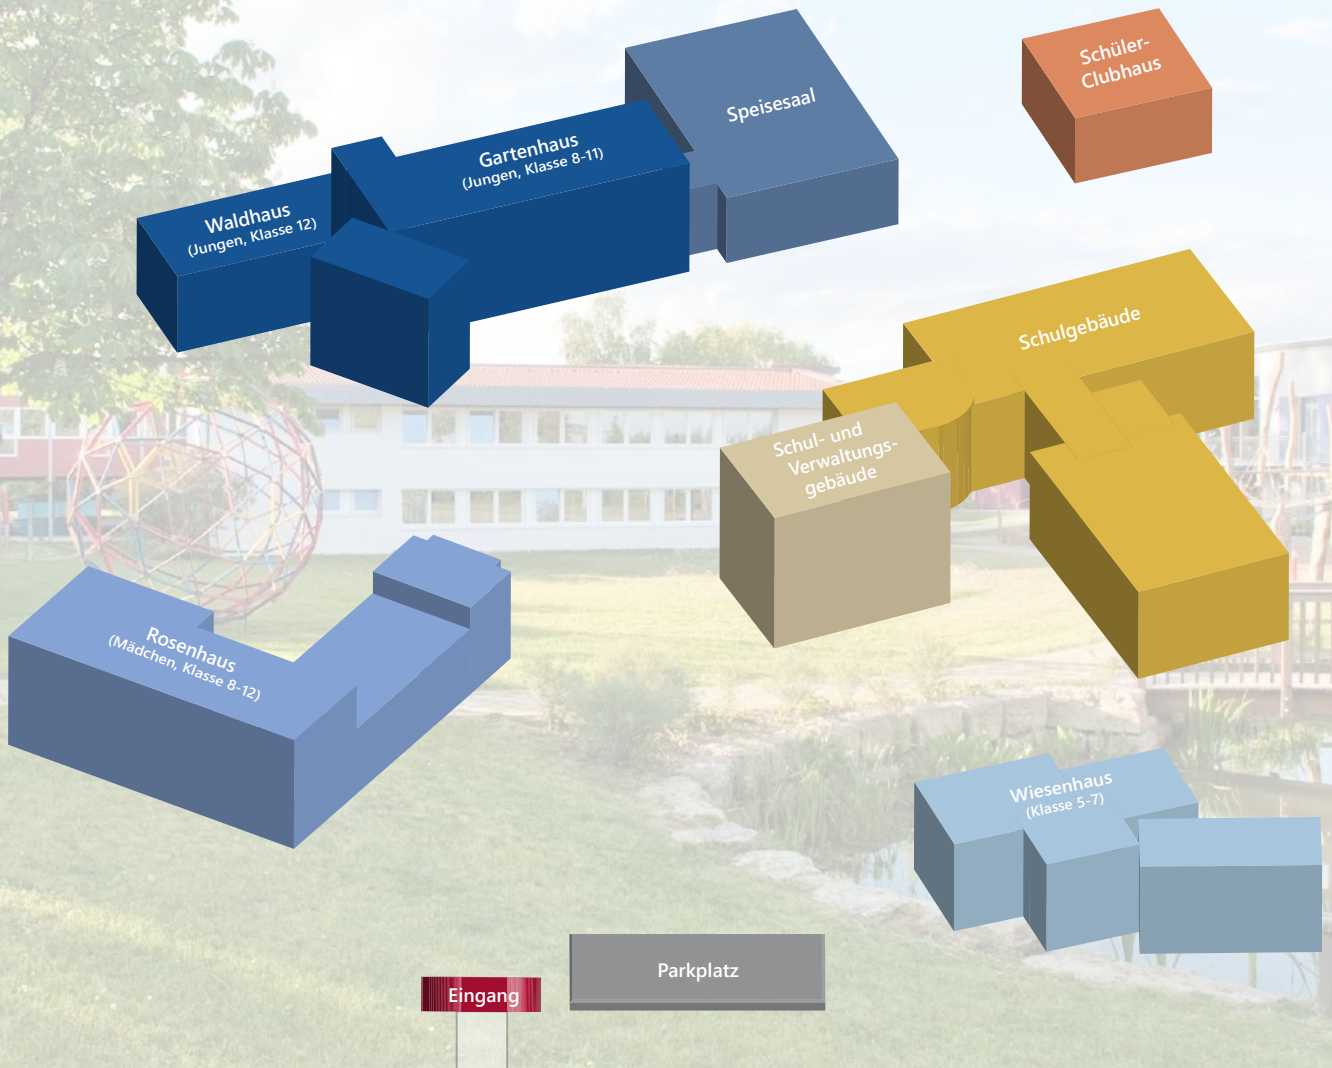 Schüler-
Clubhaus
Speisesaal
Gartenhaus
(Jungen, Klasse 8-11)
Waldhaus
(Jungen, Klasse 12)
Schulgebäude
Schul- und
Verwaltungs-
gebäude
Rosenhaus
(Mädchen, Klasse 8-12)
Wiesenhaus
(Klasse 5-7)
Parkplatz
Eingang